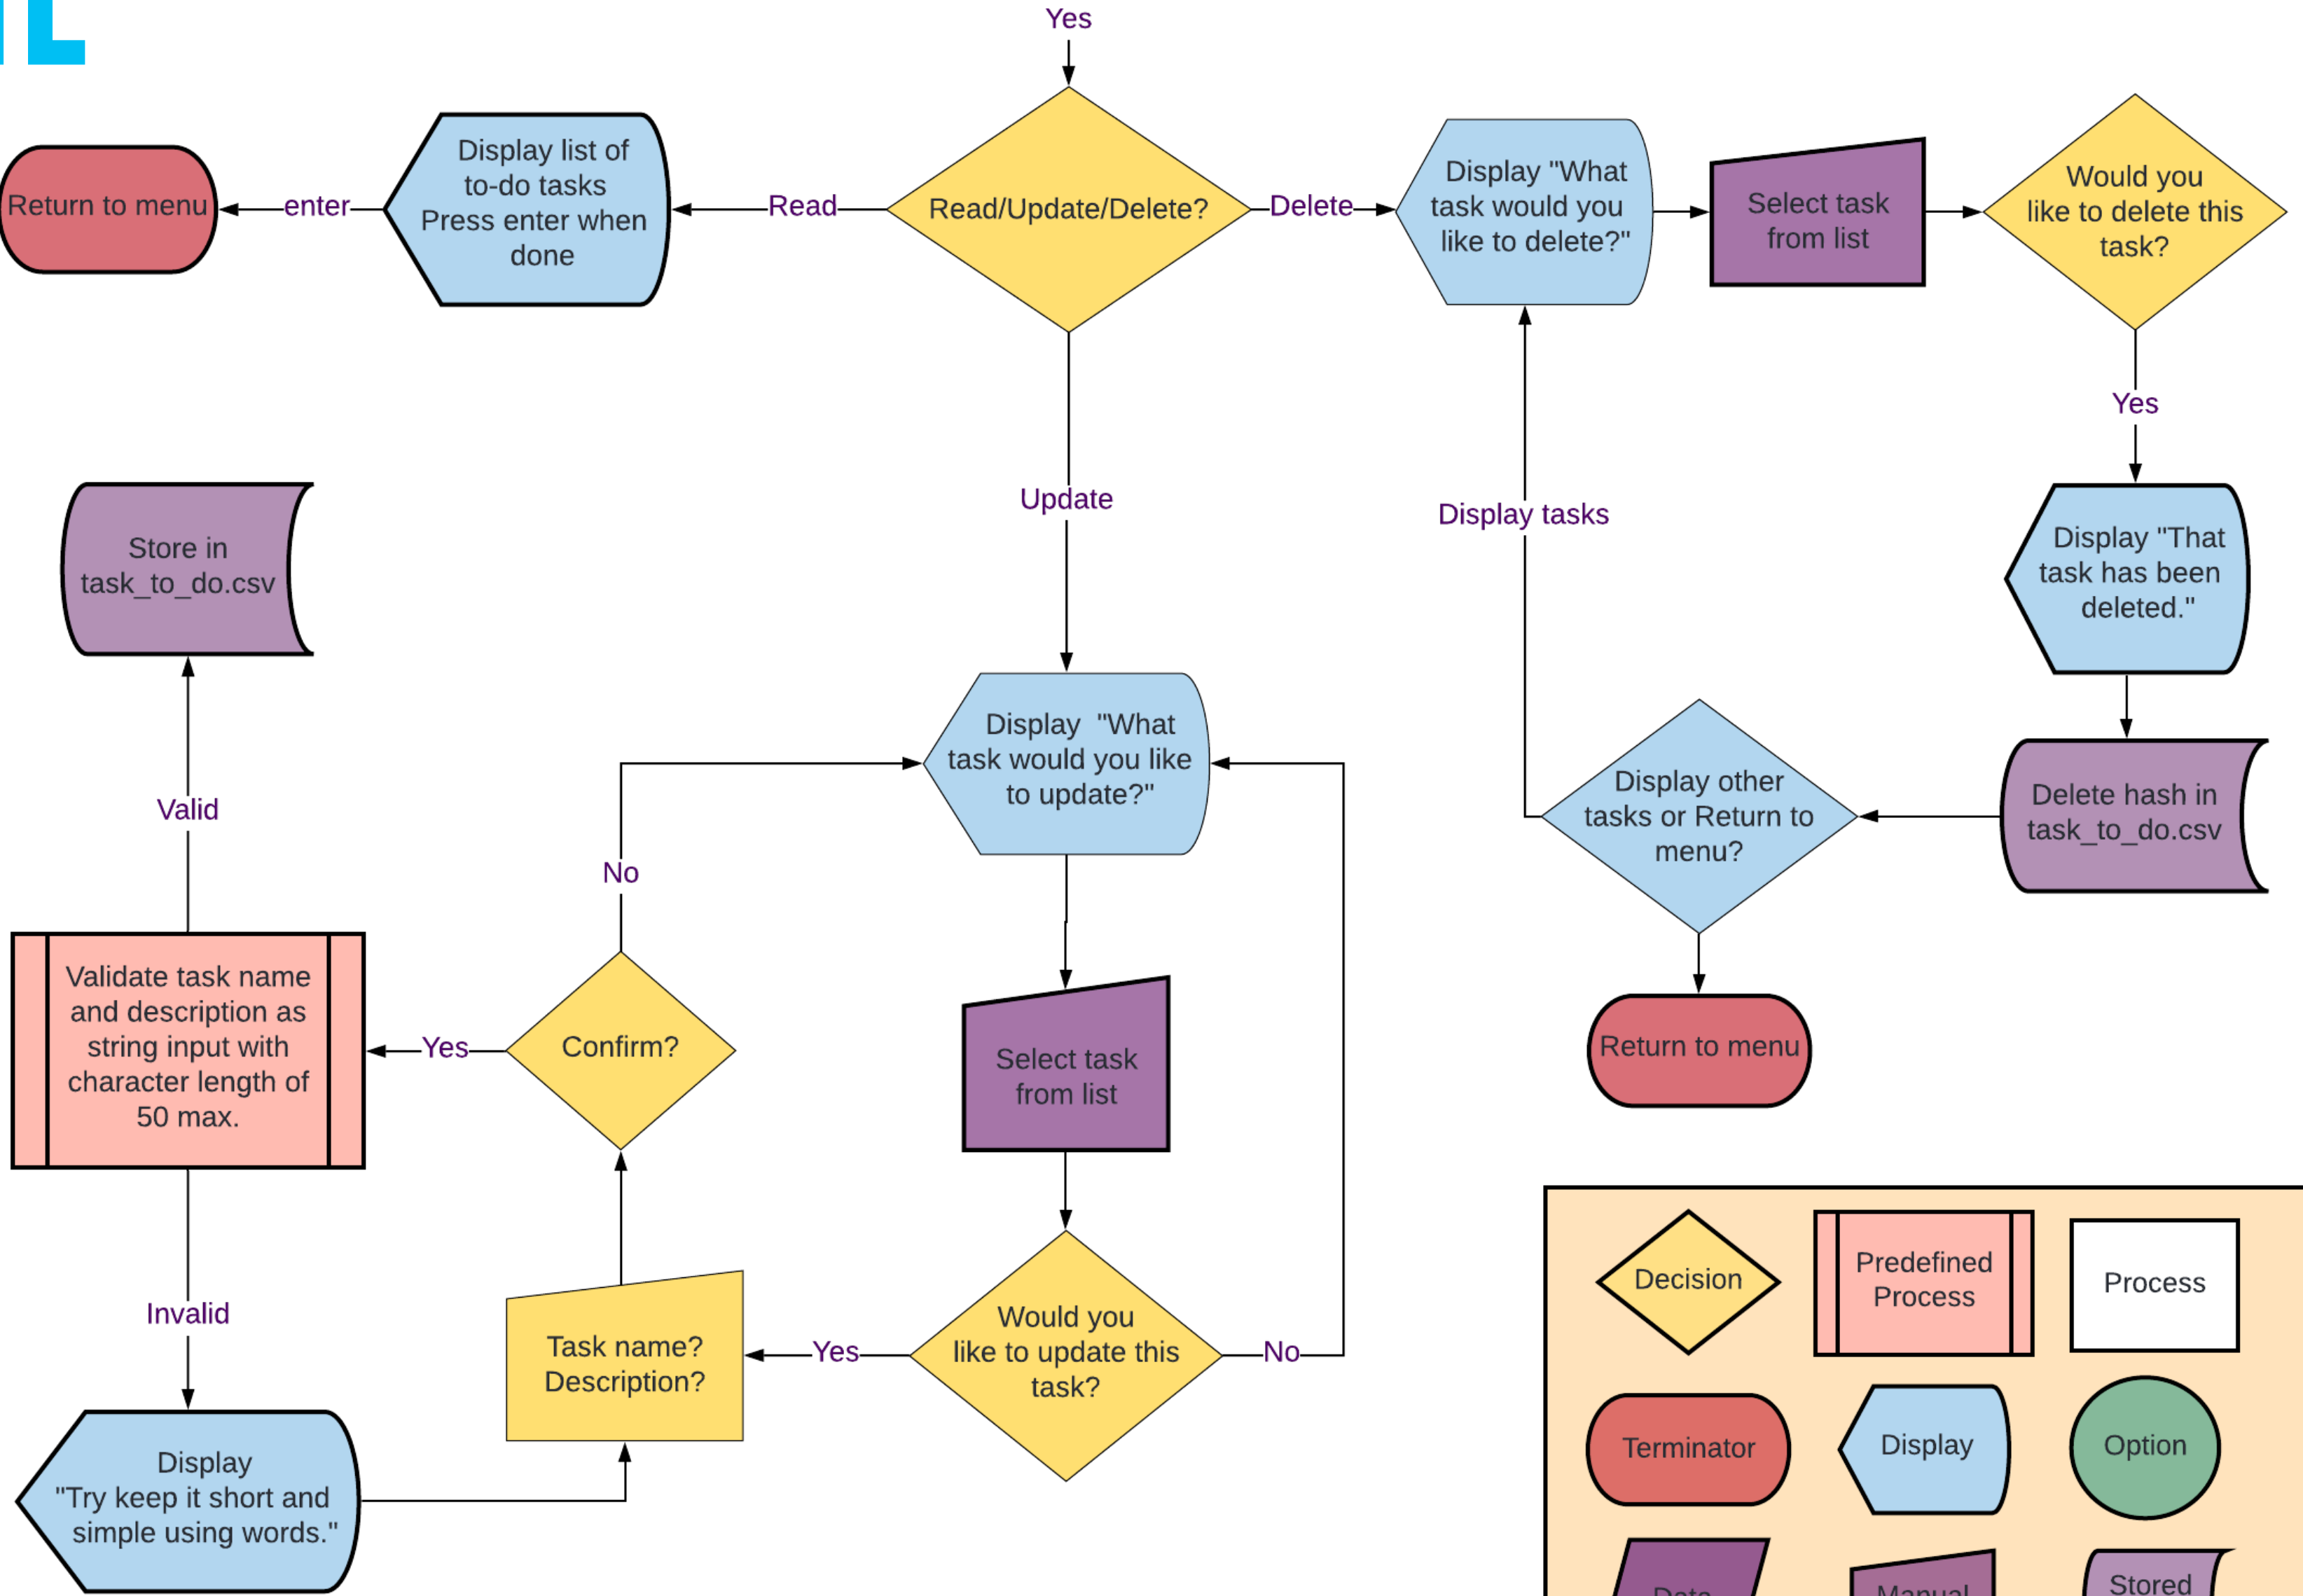 Yes
Return to menu
enter
Display list of
to-do tasks
Press enter when
done
Read
Read/Update/Delete?
Delete
Display "What
task would you
like to delete?"
Select task
from list
Would you
like to delete this
task?
Yes
Update
Display tasks
Store in
task_to_do.csv
Display "That
task has been
deleted."
Valid
Display  "What
task would you like
to update?"
Display other
tasks or Return to
menu?
Delete hash in
task_to_do.csv
No
Validate task name
and description as
string input with
character length of
50 max.
Yes
Confirm?
Select task
from list
Return to menu
Invalid
Task name?
Description?
Yes
Would you
like to update this
task?
No
Display
"Try keep it short and
simple using words."
Decision
Predefined
Process
Process
Terminator
Display
Option
Manual
Stored